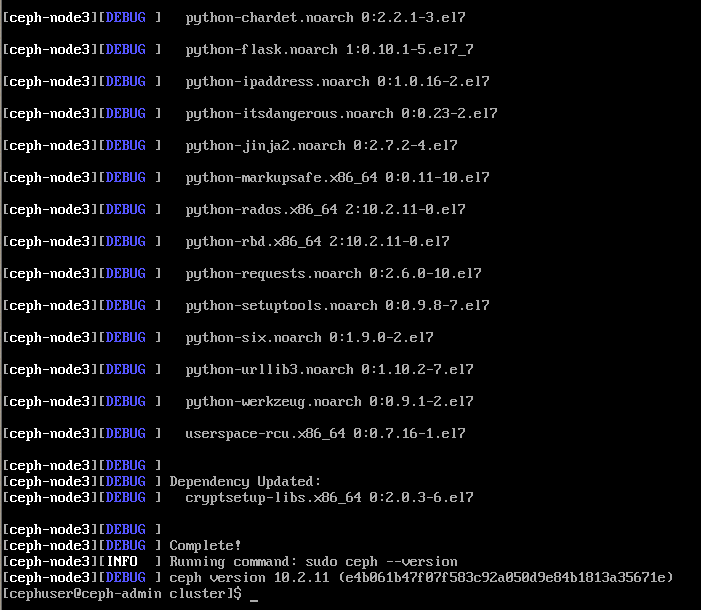 [ceph-node3][DEBUG ]   python-chardet.noarch 0:2.2.1-3.el7
[ceph-node3][DEBUG ]   python-flask.noarch 1:0.10.1-5.el7_7
[ceph-node3][DEBUG ]   python-ipaddress.noarch 0:1.0.16-2.el7
[ceph-node3][DEBUG ]   python-itsdangerous.noarch 0:0.23-2.el7
[ceph-node3][DEBUG ]   python-jinja2.noarch 0:2.7.2-4.el7
[ceph-node3][DEBUG ]   python-markupsafe.x86_64 0:0.11-10.el7
[ceph-node3][DEBUG ]   python-rados.x86_64 2:10.2.11-0.el7
[ceph-node3][DEBUG ]   python-rbd.x86_64 2:10.2.11-0.el7
[ceph-node3][DEBUG ]   python-requests.noarch 0:2.6.0-10.el7
[ceph-node3][DEBUG ]   python-setuptools.noarch 0:0.9.8-7.el7
[ceph-node3][DEBUG ]   python-six.noarch 0:1.9.0-2.el7
[ceph-node3][DEBUG ]   python-urllib3.noarch 0:1.10.2-7.el7
[ceph-node3][DEBUG ]   python-werkzeug.noarch 0:0.9.1-2.el7
[ceph-node3][DEBUG ]   userspace-rcu.x86_64 0:0.7.16-1.el7
[ceph-node3][DEBUG ]
[ceph-node3][DEBUG ] Dependency Updated:
[ceph-node3][DEBUG ]   cryptsetup-libs.x86_64 0:2.0.3-6.el7
[ceph-node3][DEBUG ]
[ceph-node3][DEBUG ] Complete!
[ceph-node3][INFO  ] Running command: sudo ceph --version
[ceph-node3][DEBUG ] ceph version 10.2.11 (e4b061b47f07f583c92a050d9e84b1813a35671e)
[cephuser@ceph-admin cluster]$ _